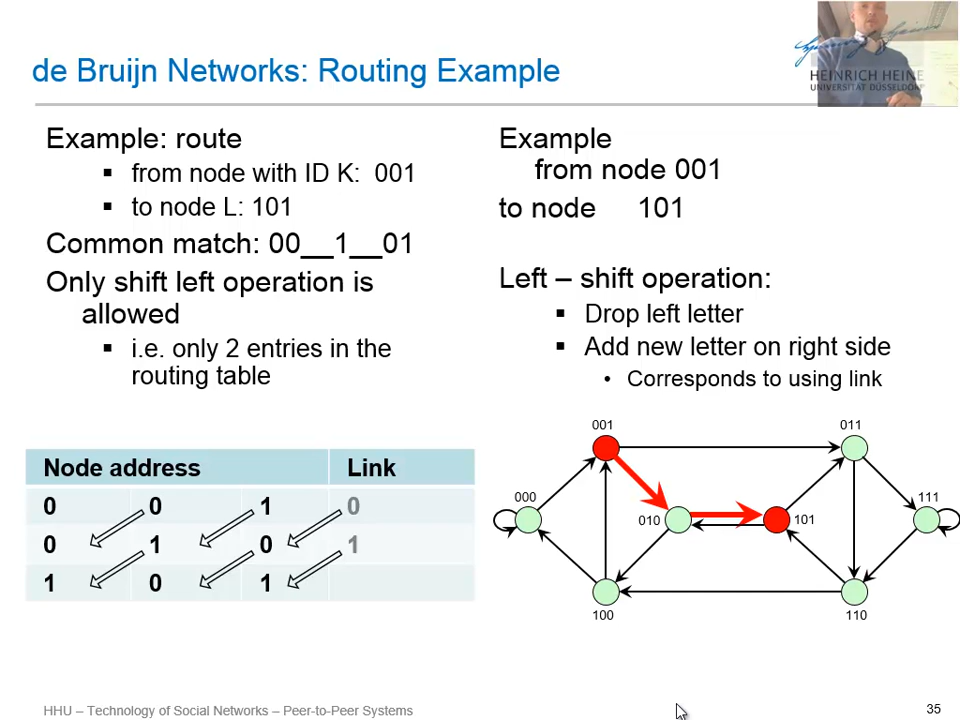 de Bruijn Networks: Routing Example
HEINRICH HEINE
UNIVERSITÄT DÜSSELDORF
Example: route
▪ from node with ID K: 001
▪ to node L: 101
Common match: 00__1__01
Only shift left operation is
allowed
▪ i.e. only 2 entries in the
routing table
Example
from node 001
to node 101
Left – shift operation:
▪ Drop left letter
▪ Add new letter on right side
• Corresponds to using link
Node address Link
0 0 1 0
0 1 0 1
1 0 1
001
011
000
111
010
101
100
110
HHU – Technology of Social Networks – Peer-to-Peer Systems
35